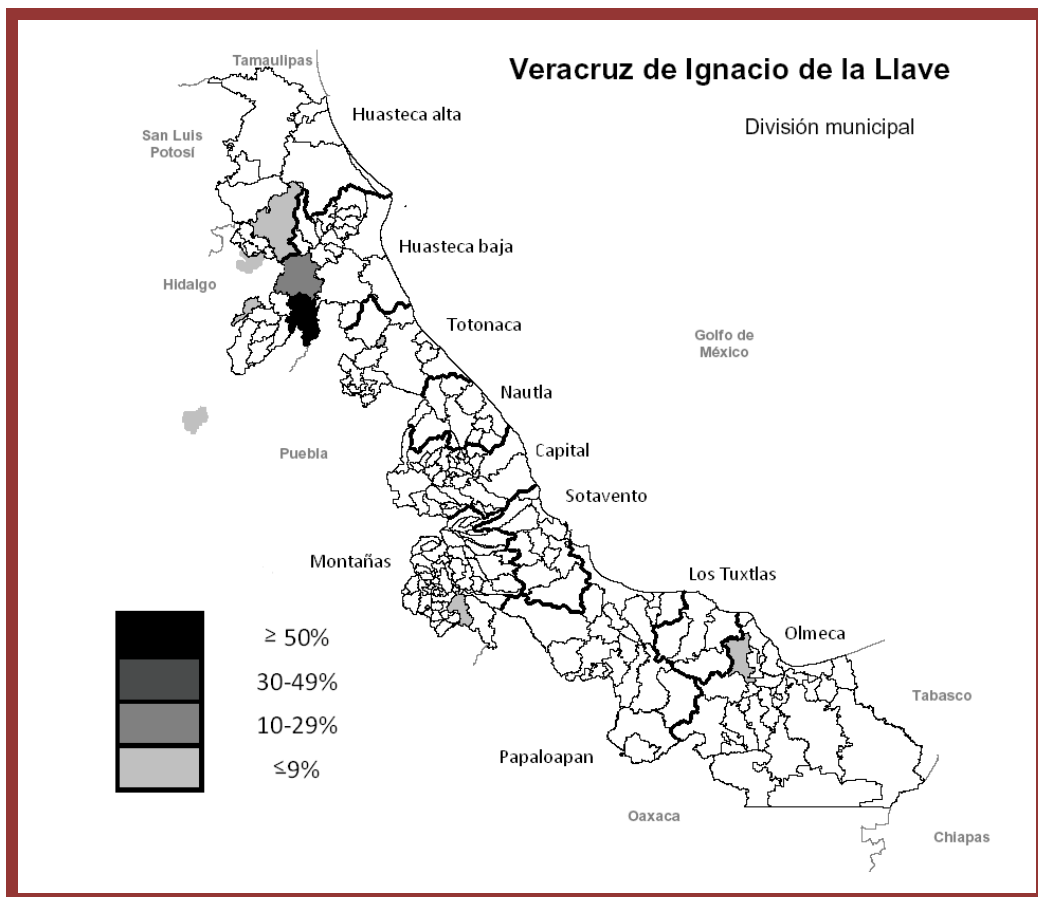 Veracruz de Ignacio de la Llave
División municipal
Tamaulipas
Huasteca alta
San Luis
Potosí
Huasteca baja
Hidalgo
Totonaca
Golfo de
México
Nautla
Puebla
Capital
Sotavento
Montañas
Los Tuxtlas
Olmeca
≥ 50%
30-49%
10-29%
≤9%
Tabasco
Papaloapan
Oaxaca
Chiapas